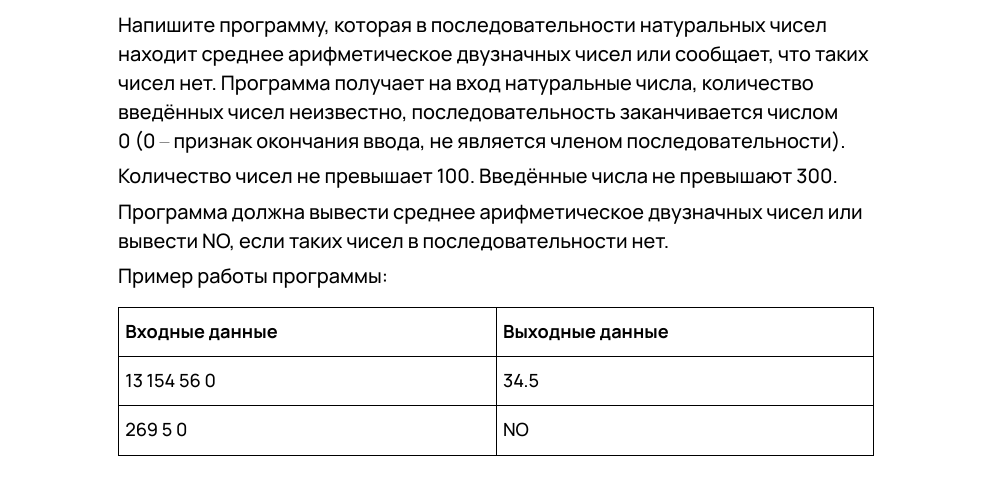 Напишите программу, которая в последовательности натуральных чисел
находит среднее арифметическое двузначных чисел или сообщает, что таких
чисел нет. Программа получает на вход натуральные числа, количество
введённых чисел неизвестно, последовательность заканчивается числом
0 (0 – признак окончания ввода, не является членом последовательности).
Количество чисел не превышает 100. Введённые числа не превышают 300.
Программа должна вывести среднее арифметическое двузначных чисел или
вывести NO, если таких чисел в последовательности нет.
Пример работы программы:
Входные данные Выходные данные
13 154 56 0 34.5
269 5 0 NO